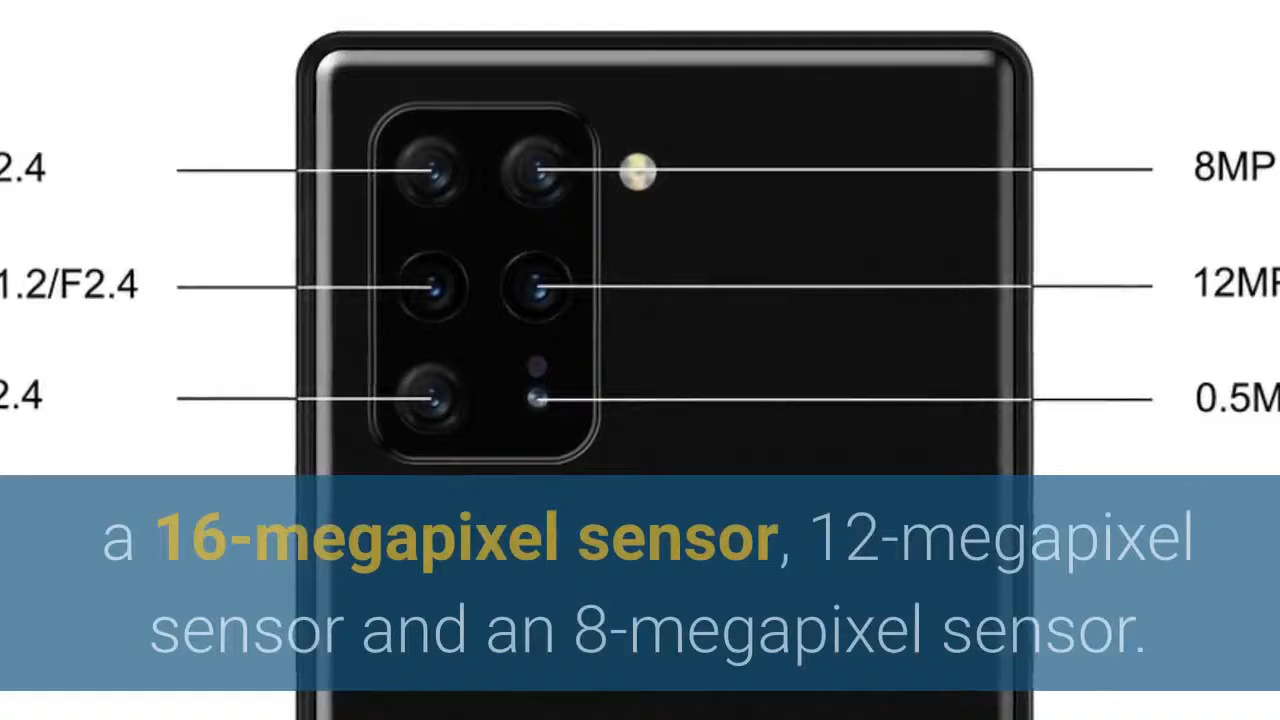 2.4
8MP
1.2/F2.4
12MP
2.4
0.5M
a 16-megapixel sensor, 12-megapixel
sensor and an 8-megapixel sensor.